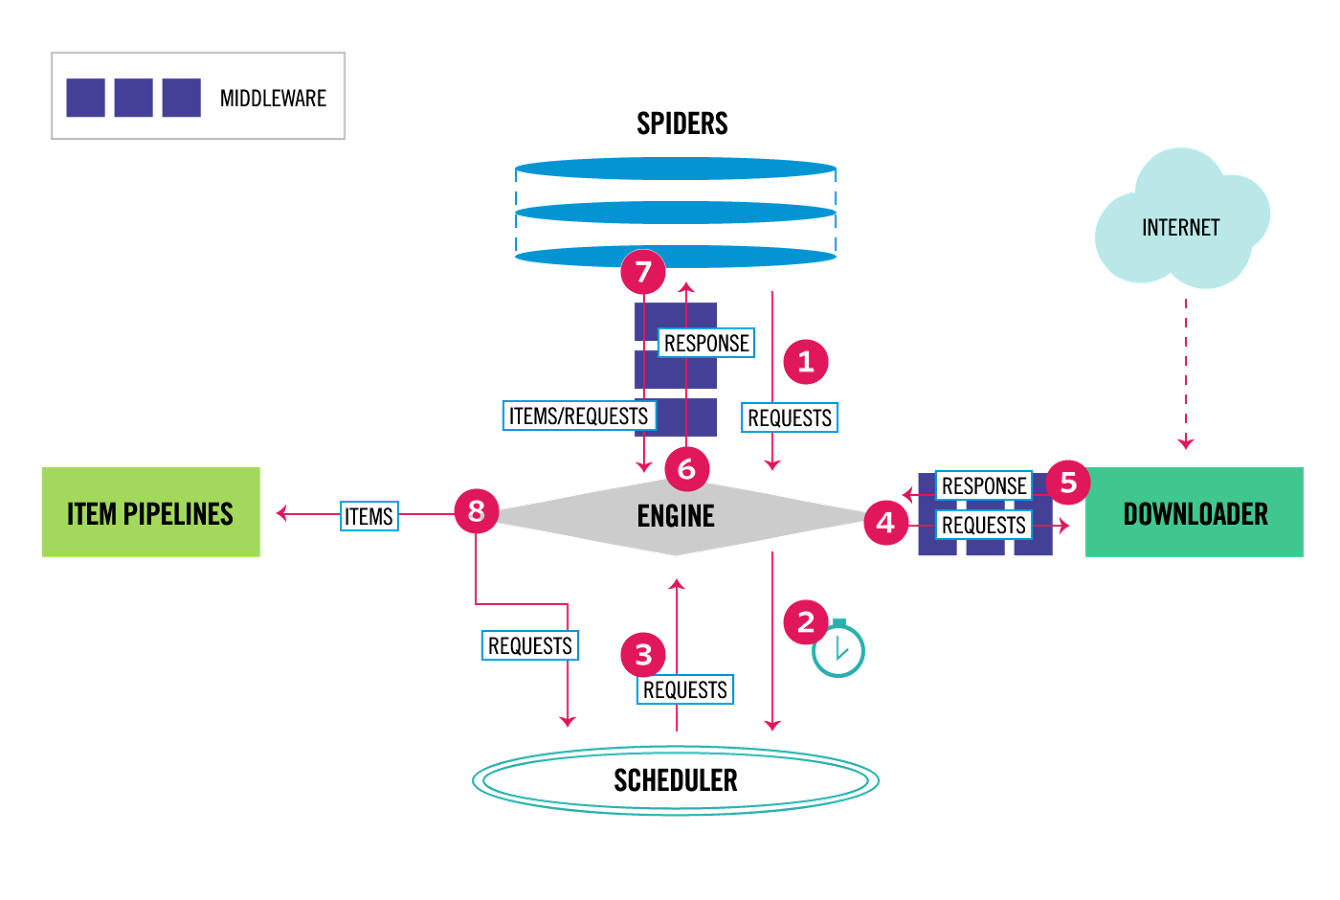 MIDDLEWARE
SPIDERS
INTERNET
7
RESPONSE
1
ITEMS/REQUESTS
REQUESTS
6
ITEM PIPELINES
ITEMS
8
ENGINE
4
RESPONSE
5
REQUESTS
DOWNLOADER
2
REQUESTS
3
REQUESTS
SCHEDULER